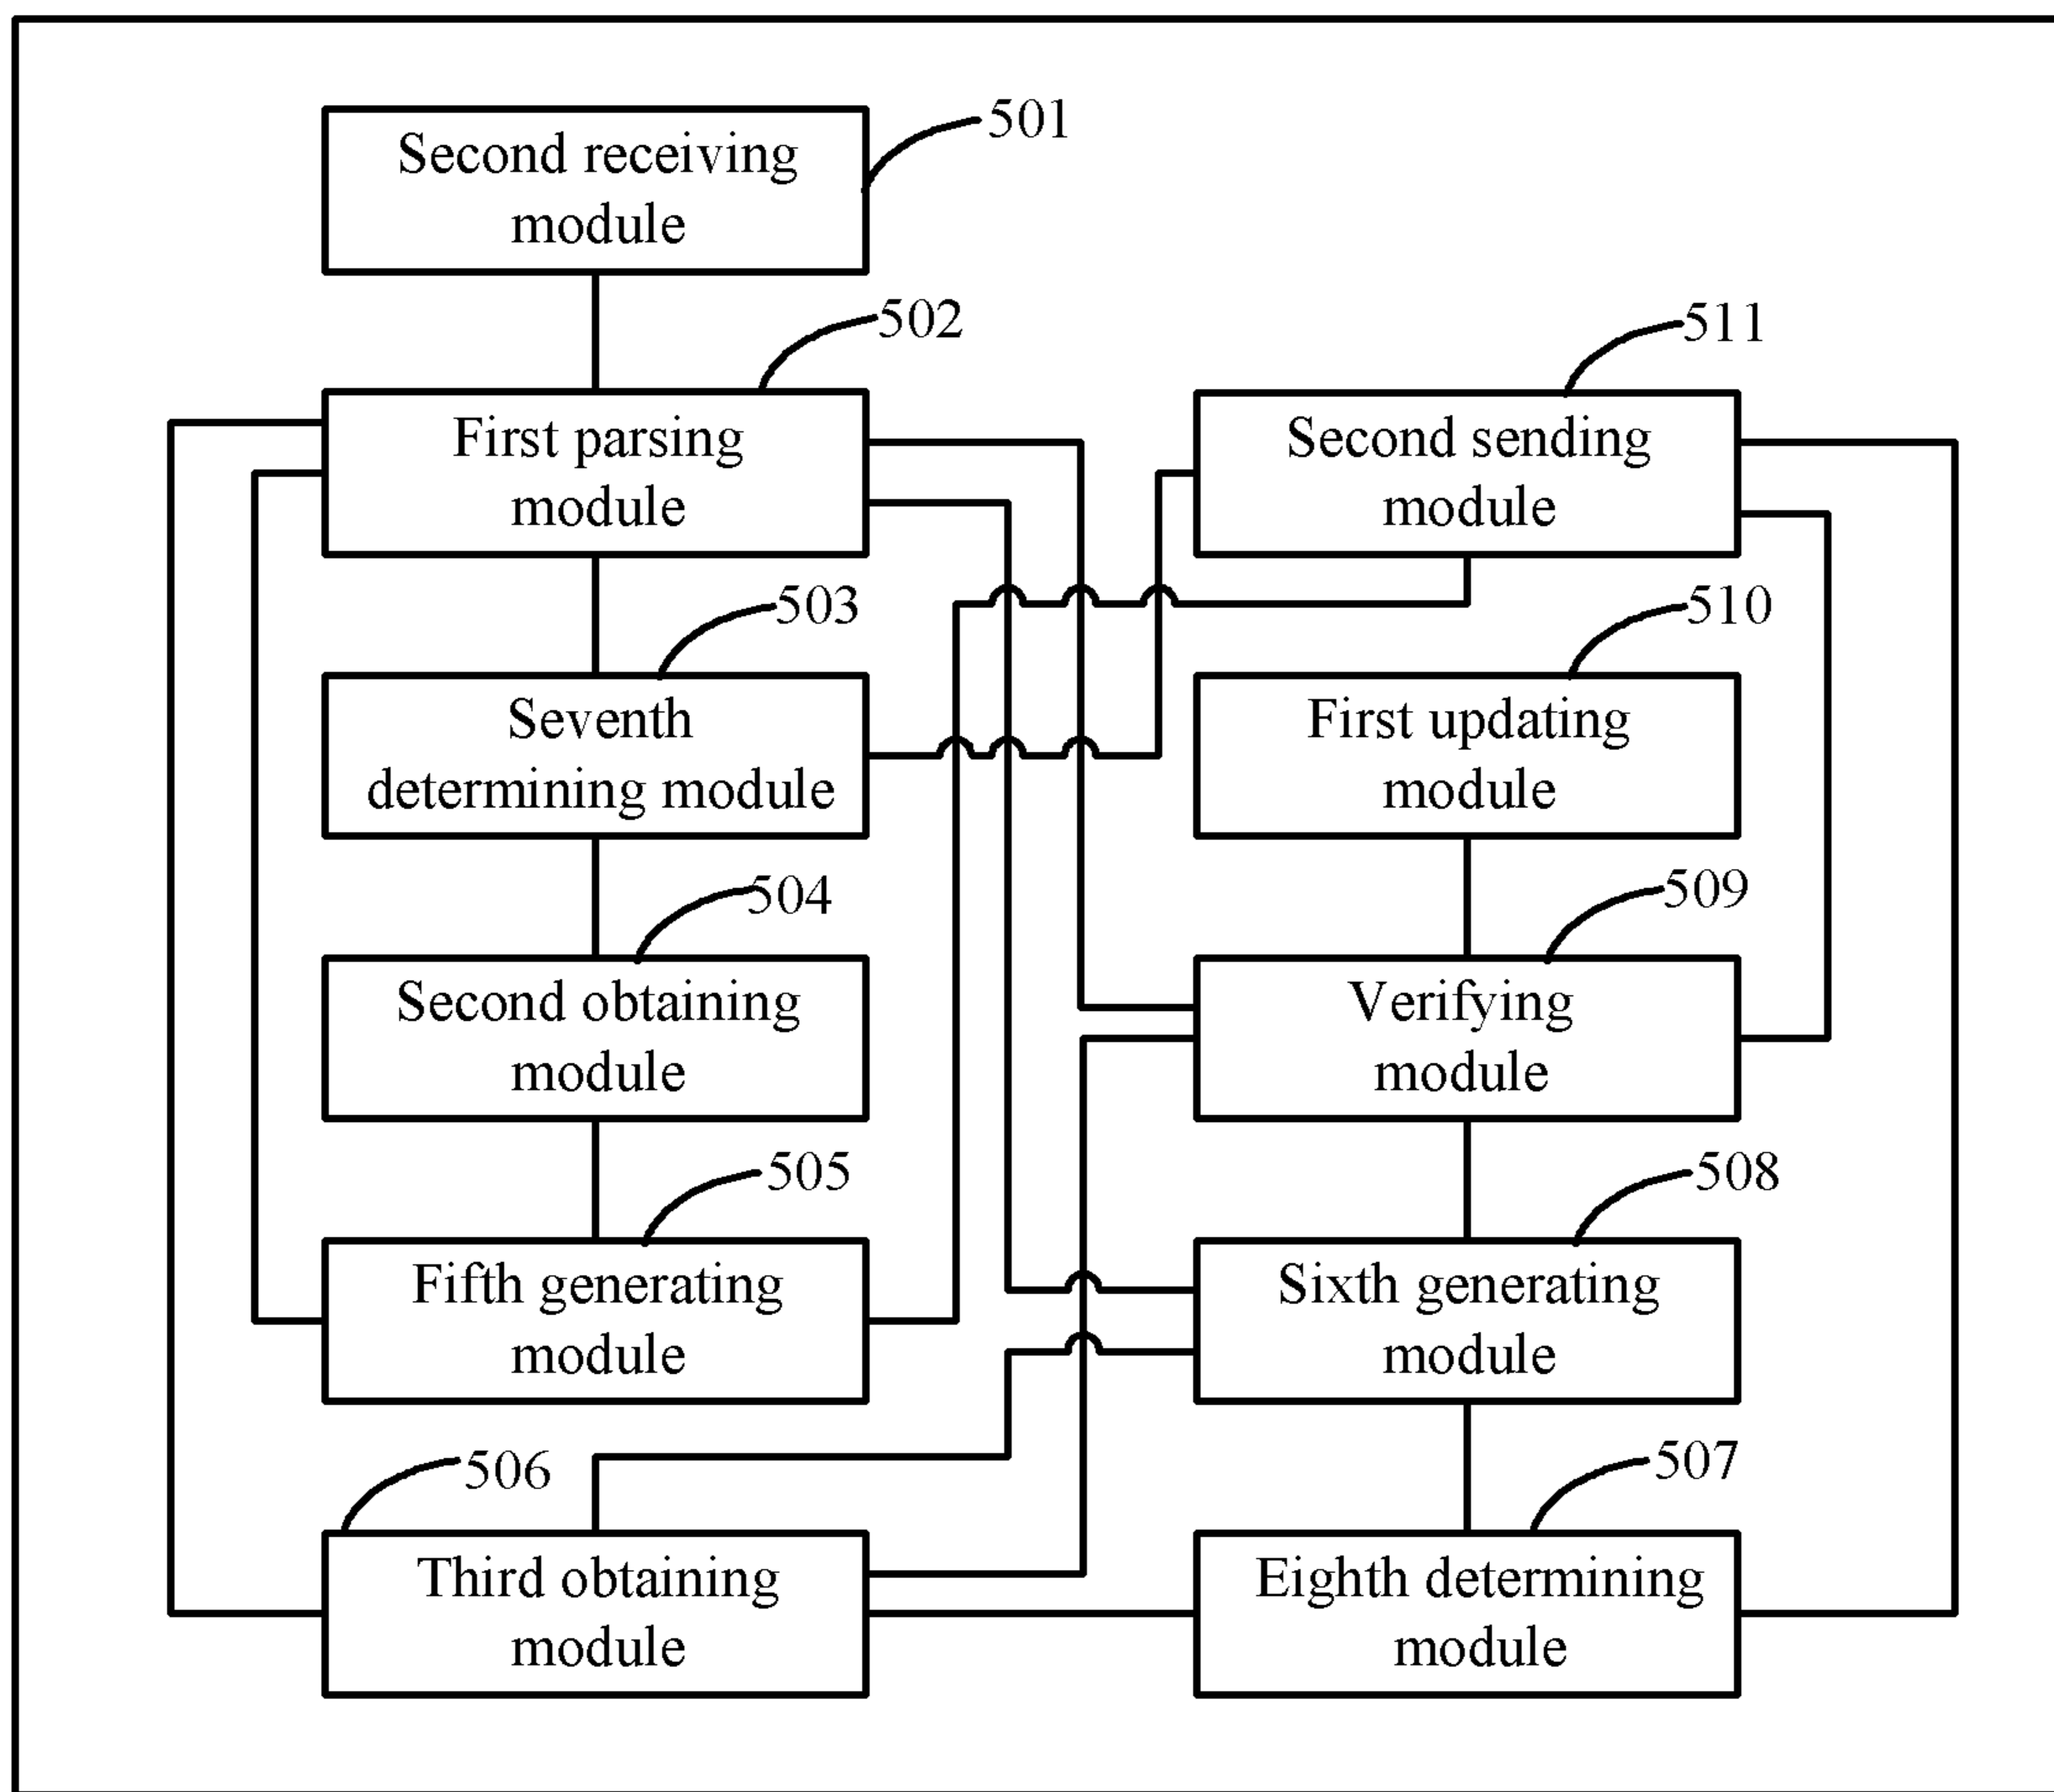 Second receiving
module
501
502
First parsing
module
511
Second sending
module
503
Seventh
determining module
510
First updating
module
504
Second obtaining
module
509
Verifying
module
505
Fifth generating
module
508
Sixth generating
module
506
Third obtaining
module
507
Eighth determining
module